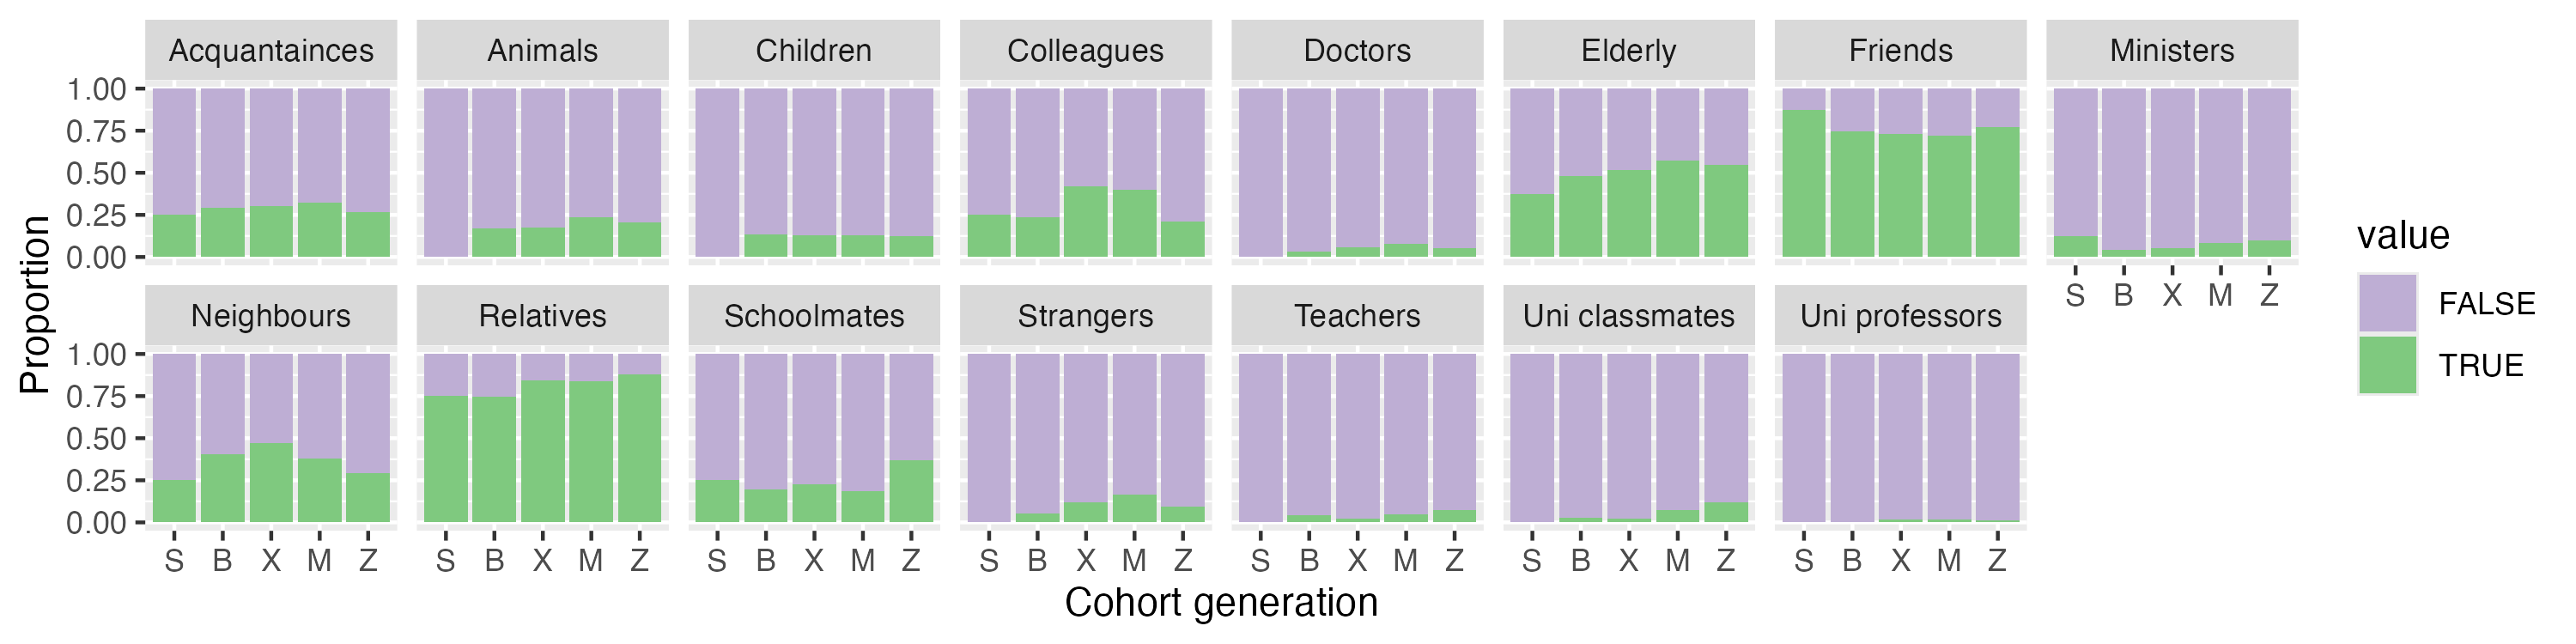 Acquantainces Animals Children Colleagues Doctors Elderly Friends Ministers
1.00
0.75
0.50
0.25
0.00
S B X M Z
Neighbours Relatives Schoolmates Strangers Teachers Uni classmates Uni professors
1.00
0.75
0.50
0.25
0.00
S B X M Z S B X M Z S B X M Z S B X M Z S B X M Z S B X M Z S B X M Z
Cohort generation
Proportion
value
FALSE
TRUE